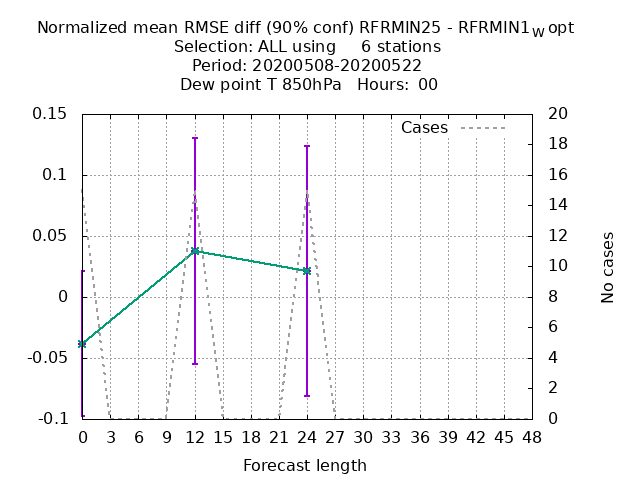 Normalized mean RMSE diff (90% conf) RFRMIN25 - RFRMIN1wopt
Selection: ALL using 6 stations
Period: 20200508-20200522
Dew point T 850hPa Hours: 00
Cases
0.15
0.1
0.05
0
-0.05
-0.1
20
18
16
14
12
10
8
6
4
2
0
No cases
0 3 6 9 12 15 18 21 24 27 30 33 36 39 42 45 48
Forecast length